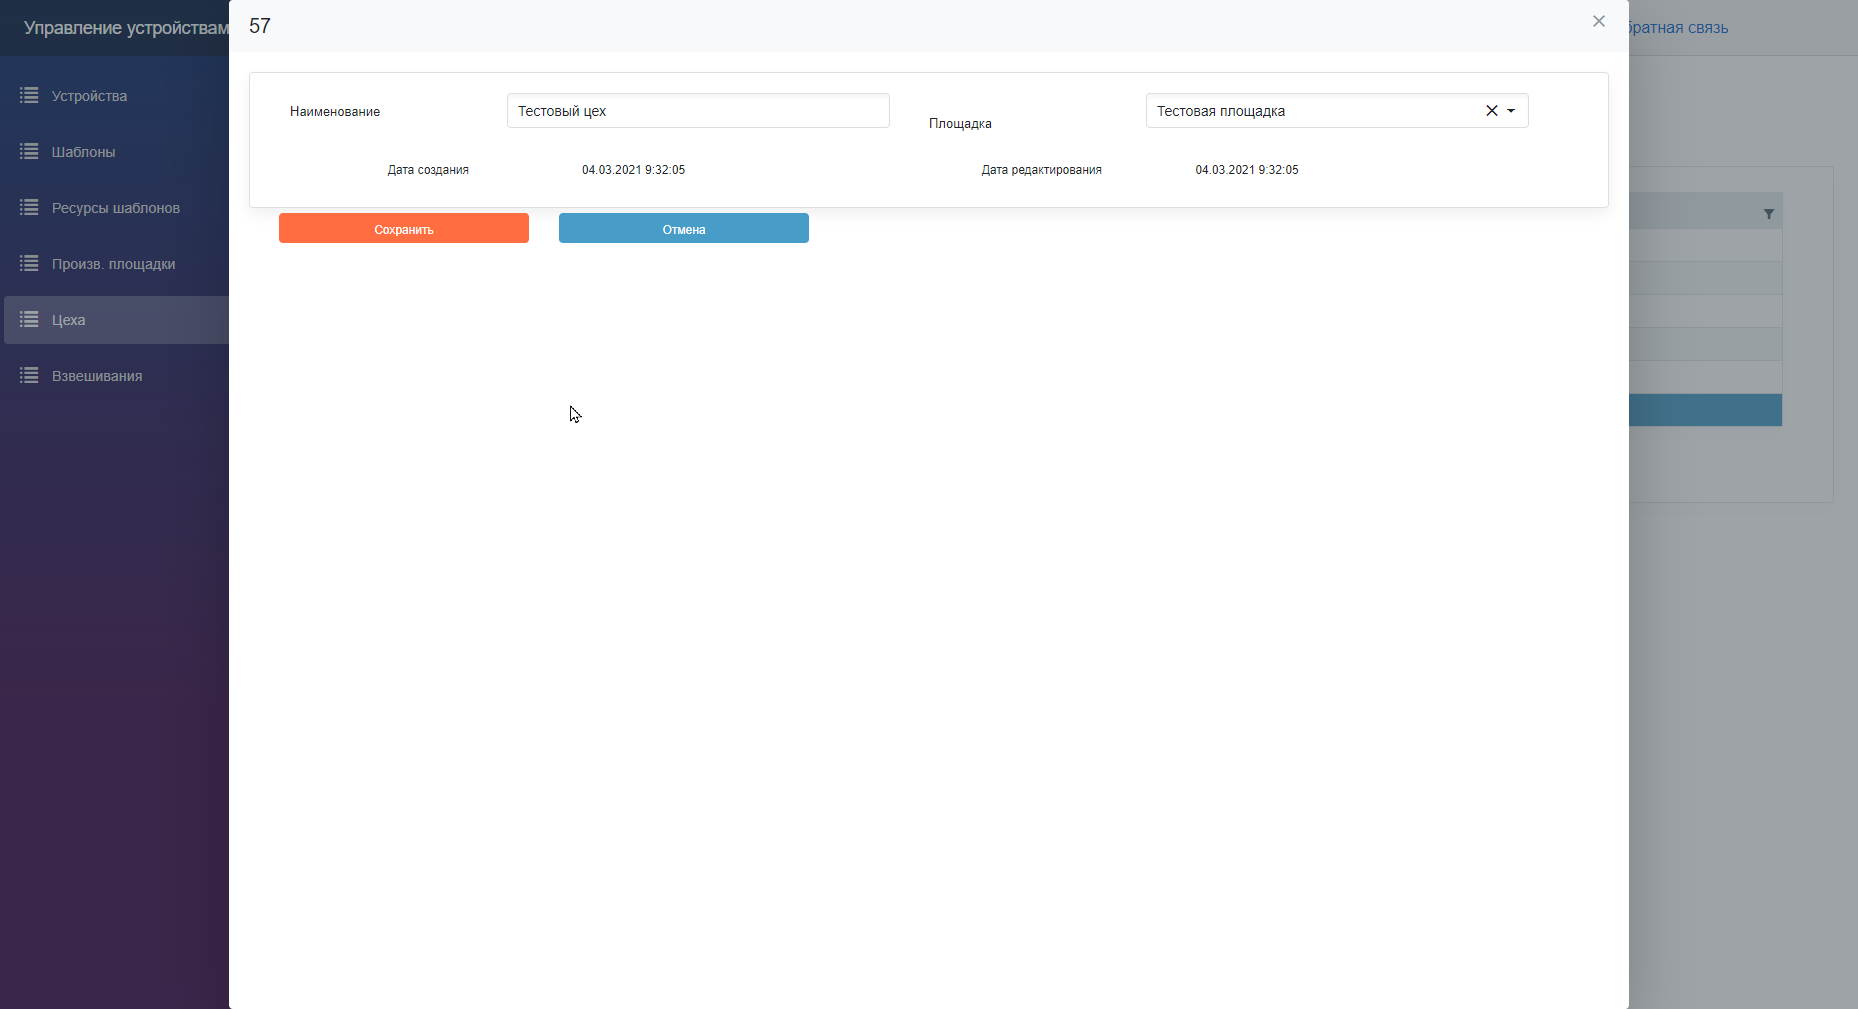 Управление устройствам
57
братная связь
Устройства
Шаблоны
Ресурсы шаблонов
Произв. площадки
Цеха
Взвешивания
Наименование
Тестовый цех
Площадка
Тестовая площадка
Дата создания
04.03.2021 9:32:05
Дата редактирования
04.03.2021 9:32:05
Сохранить
Отмена